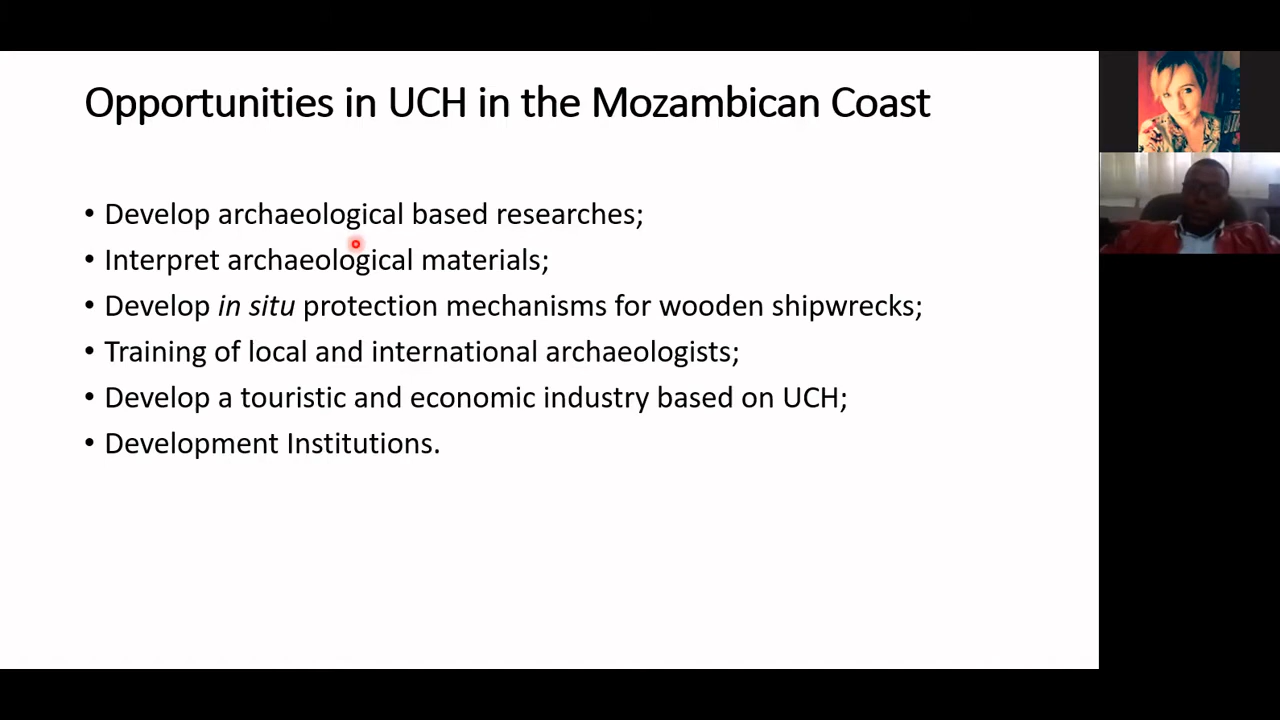 Opportunities in UCH in the Mozambican Coast
• Develop archaeological based researches;
• Interpret archaeological materials;
• Develop in situ protection mechanisms for wooden shipwrecks;
• Training of local and international archaeologists;
• Develop a touristic and economic industry based on UCH;
• Development Institutions.